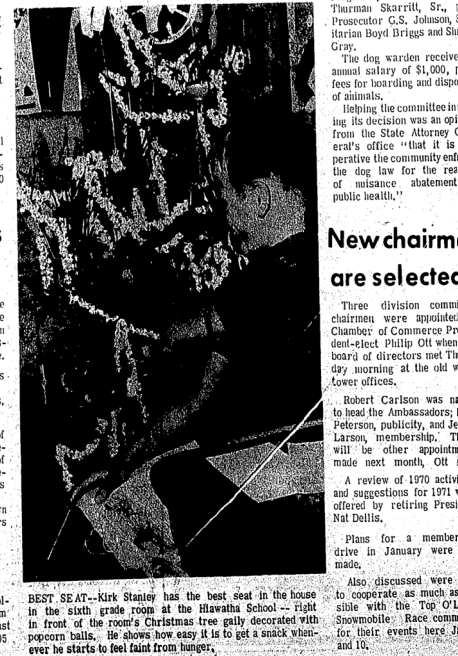 BEST SEAT--Kirk Stanley has the best seat in the house
in the sixth grade room at the Hiawatha School -- right
in front of the room's Christmas tree gaily decorated with
popcorn balls. He shows how easy it is to get a snack when-
ever he starts to feel faint from hunger.
Thurman Skarritt, Sr.,
Prosecutor G.S. Johnson,
itarian Boyd Briggs and
Gray.
The dog warden receive
annual salary of $1,000,
fees for boarding and dispo
of animals.
Helping the committee in
ing its decision was an opi
from the State Attorney
eral's office "that it is
perative the community enf
the dog law for the rea
of nuisance abatement
public health."
New chairm
are selected
Three division commi
chairmen were appointed
Chamber of Commerce Pre
dent-elect Philip Ott when
board of directors met Th
day morning at the old w
tower offices.
Robert Carlson was na
to head the Ambassadors;
Peterson, publicity, and Je
Larson, membership. Th
will be other appointm
made next month, Ott
A review of 1970 activi
and suggestions for 1971
offered by retiring Presi
Nat Dellis.
Plans for a member
drive in January were
made.
Also discussed were
to cooperate as much as
sible with the Top O'L
Snowmobile Race comm
for their events here Ja
and 10.